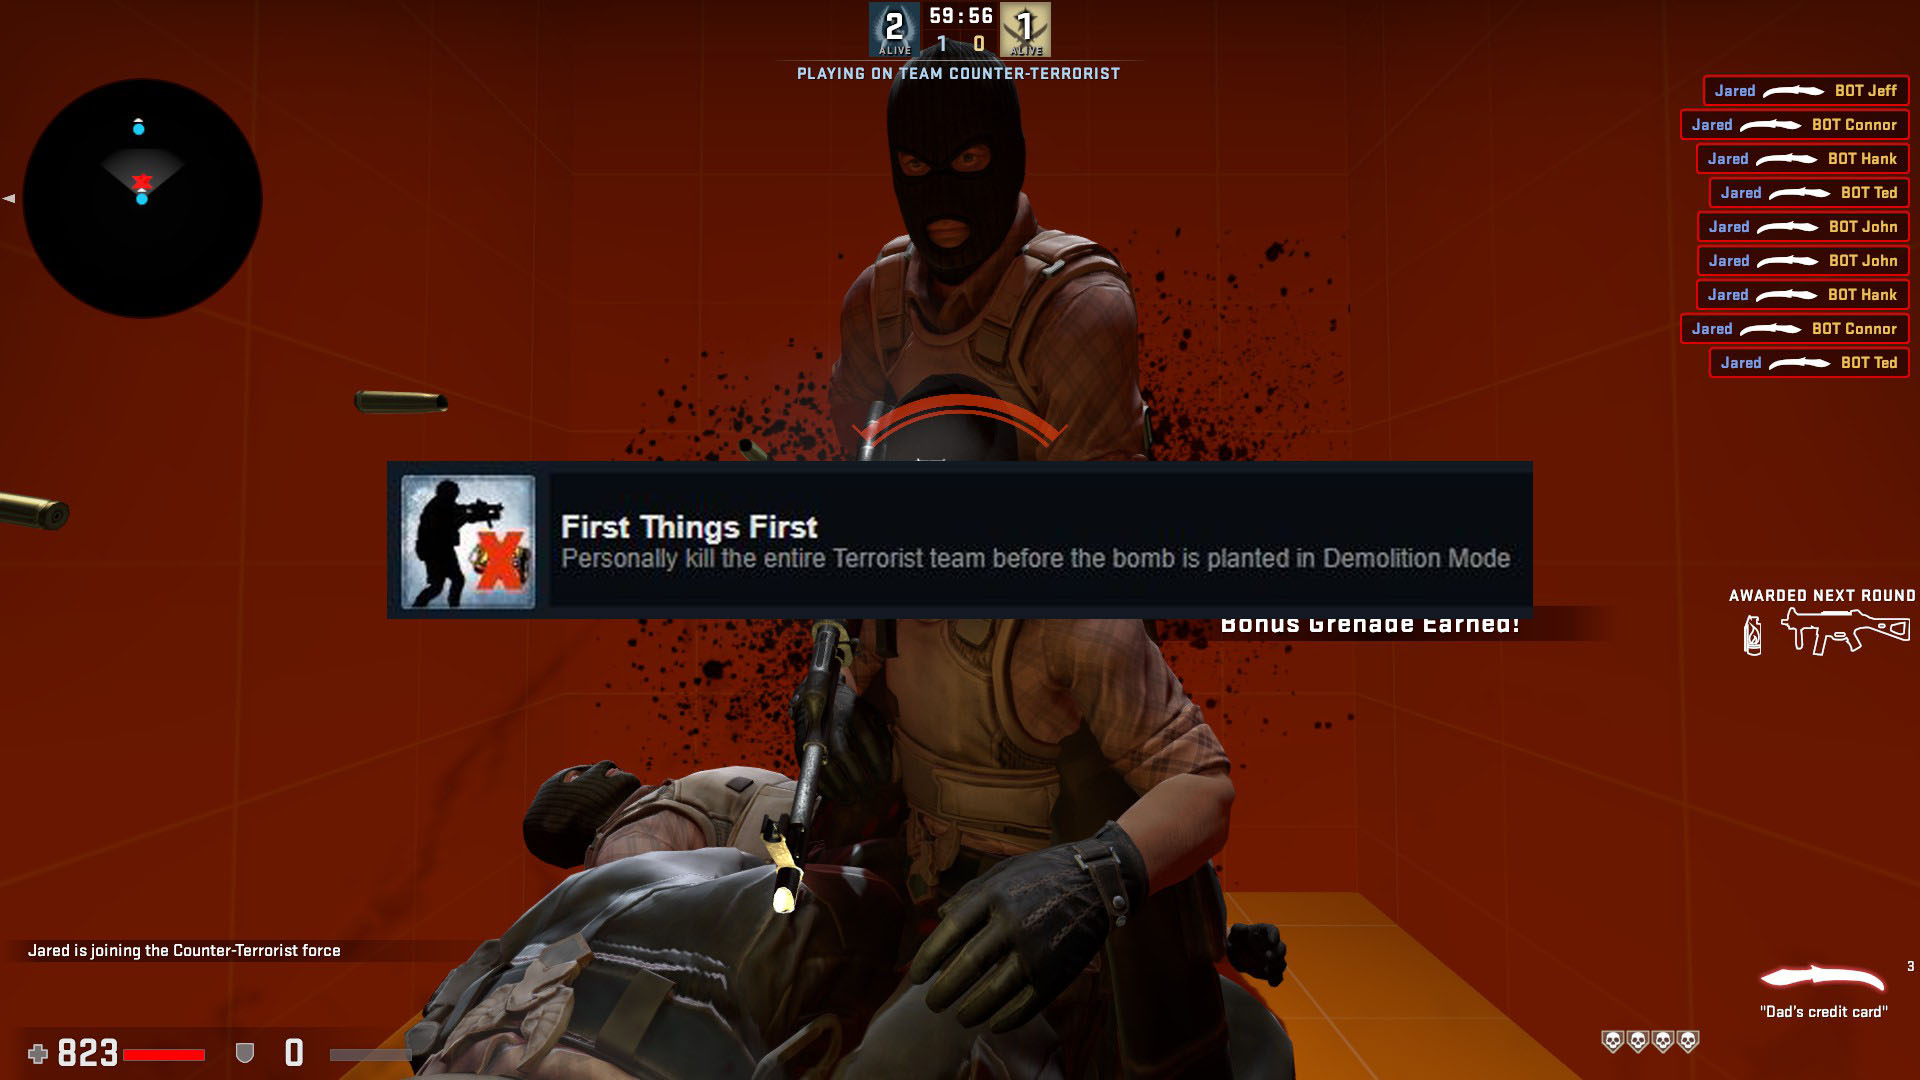 2 59:56 1
ALIVE 1 0 ALIVE
PLAYING ON TEAM COUNTER-TERRORIST
Jared BOT Jeff
Jared BOT Connor
Jared BOT Hank
Jared BOT Ted
Jared BOT John
Jared BOT John
Jared BOT Hank
Jared BOT Connor
Jared BOT Ted
First Things First
Personally kill the entire Terrorist team before the bomb is planted in Demolition Mode
Bonus Grenade Earned!
AWARDED NEXT ROUND
Jared is joining the Counter-Terrorist force
3
"Dad's credit card"
823 0